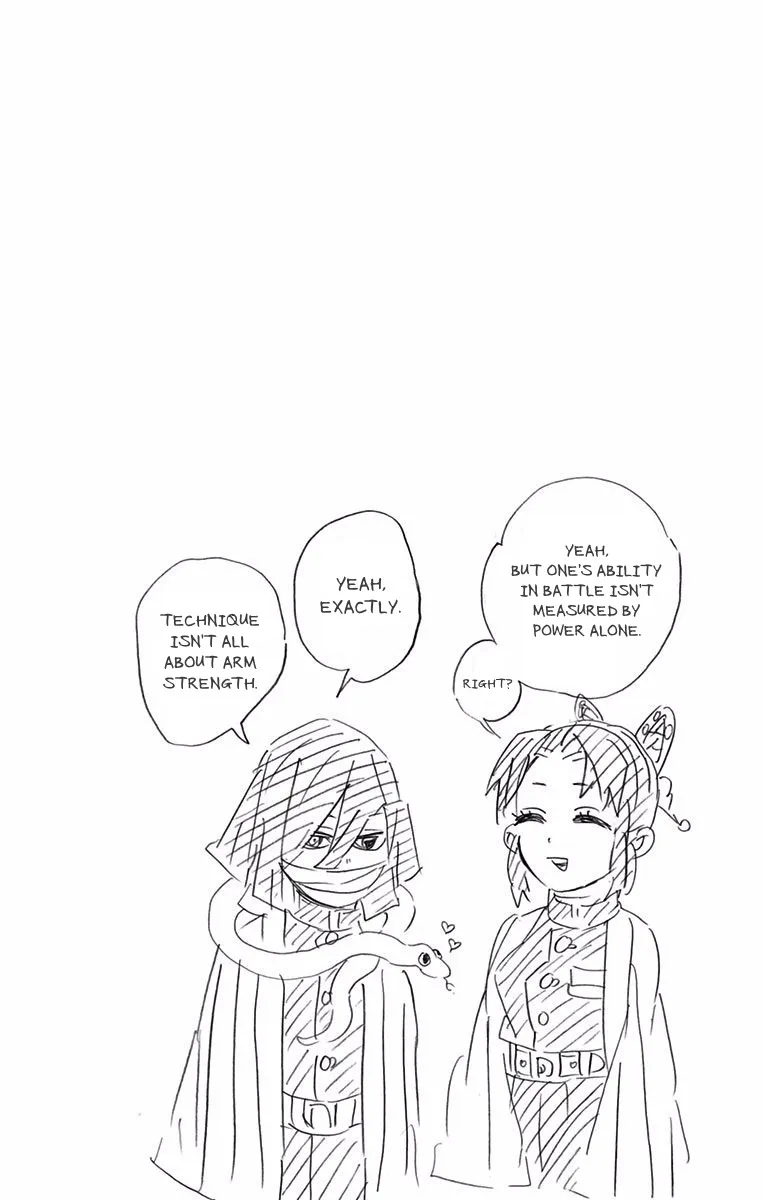 YEAH,
BUT ONE'S ABILITY
IN BATTLE ISN'T
MEASURED BY
POWER ALONE.
RIGHT?
YEAH,
EXACTLY.
TECHNIQUE
ISN'T ALL
ABOUT ARM
STRENGTH.